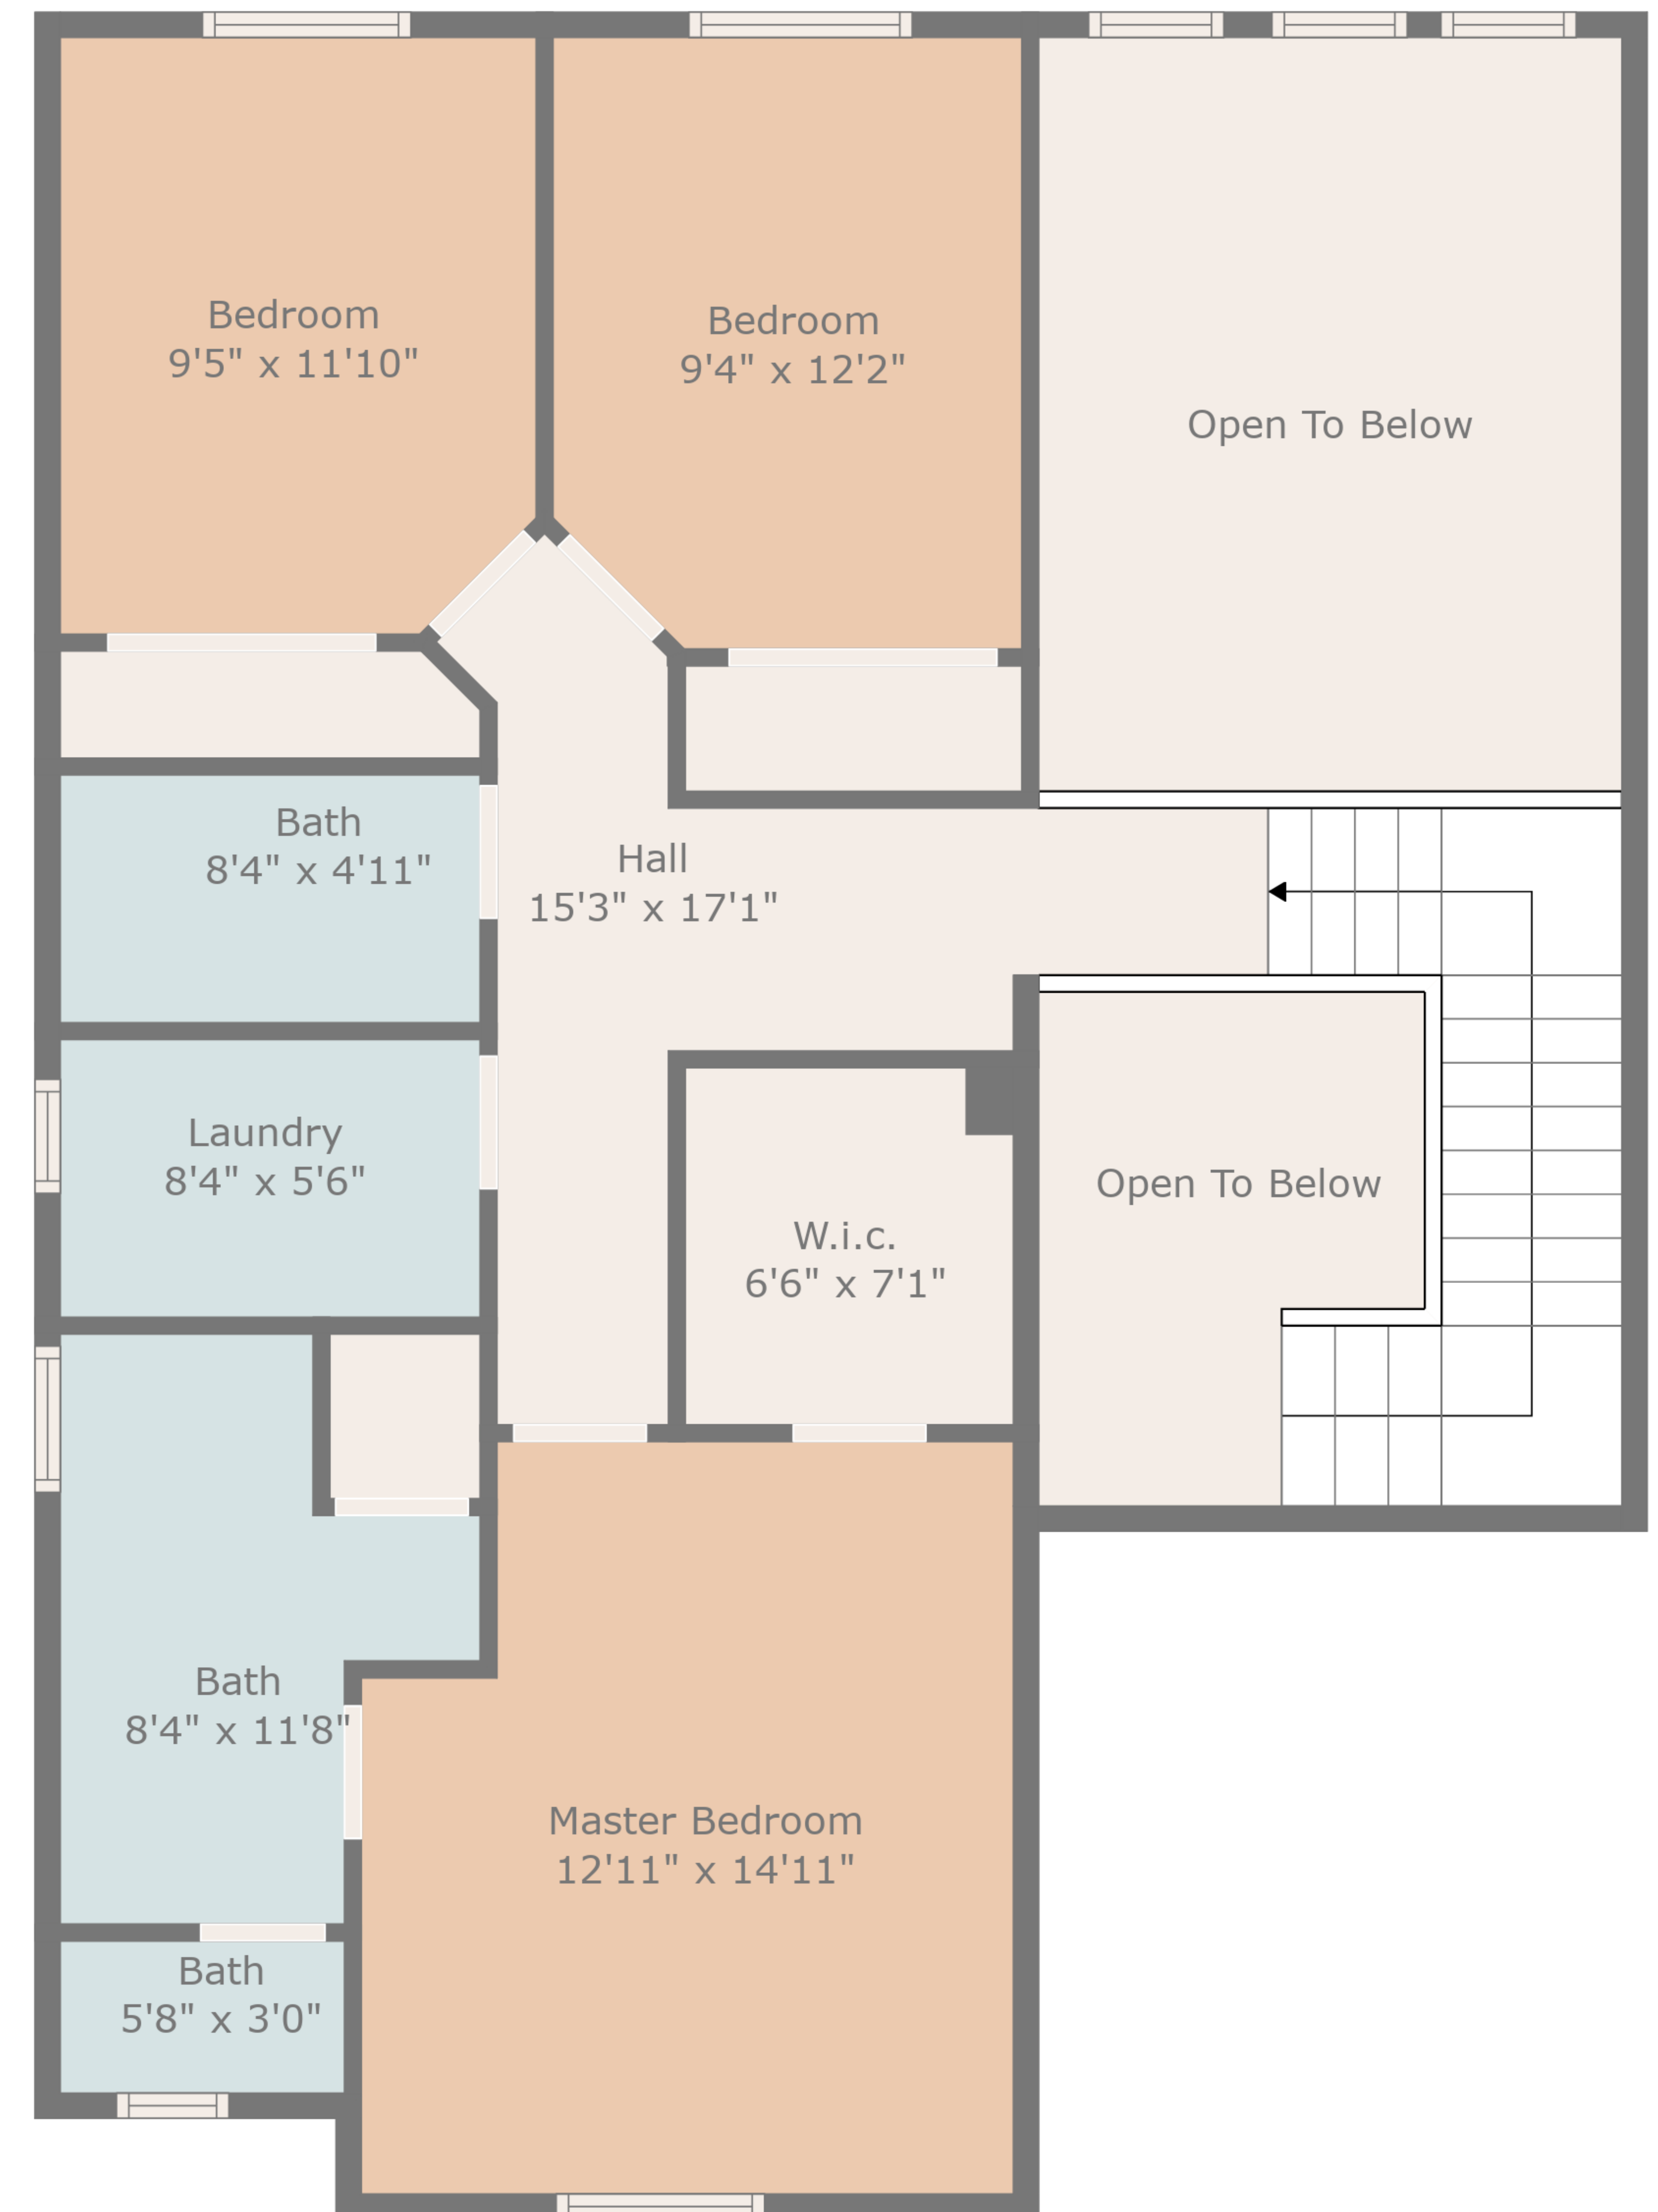 Bedroom
9'5" x 11'10"
Bedroom
9'4" x 12'2"
Open To Below
Bath
8'4" x 4'11"
Hall
15'3" x 17'1"
Laundry
8'4" x 5'6"
Open To Below
W.i.c.
6'6" x 7'1"
Bath
8'4" x 11'8"
Master Bedroom
12'11" x 14'11"
Bath
5'8" x 3'0"